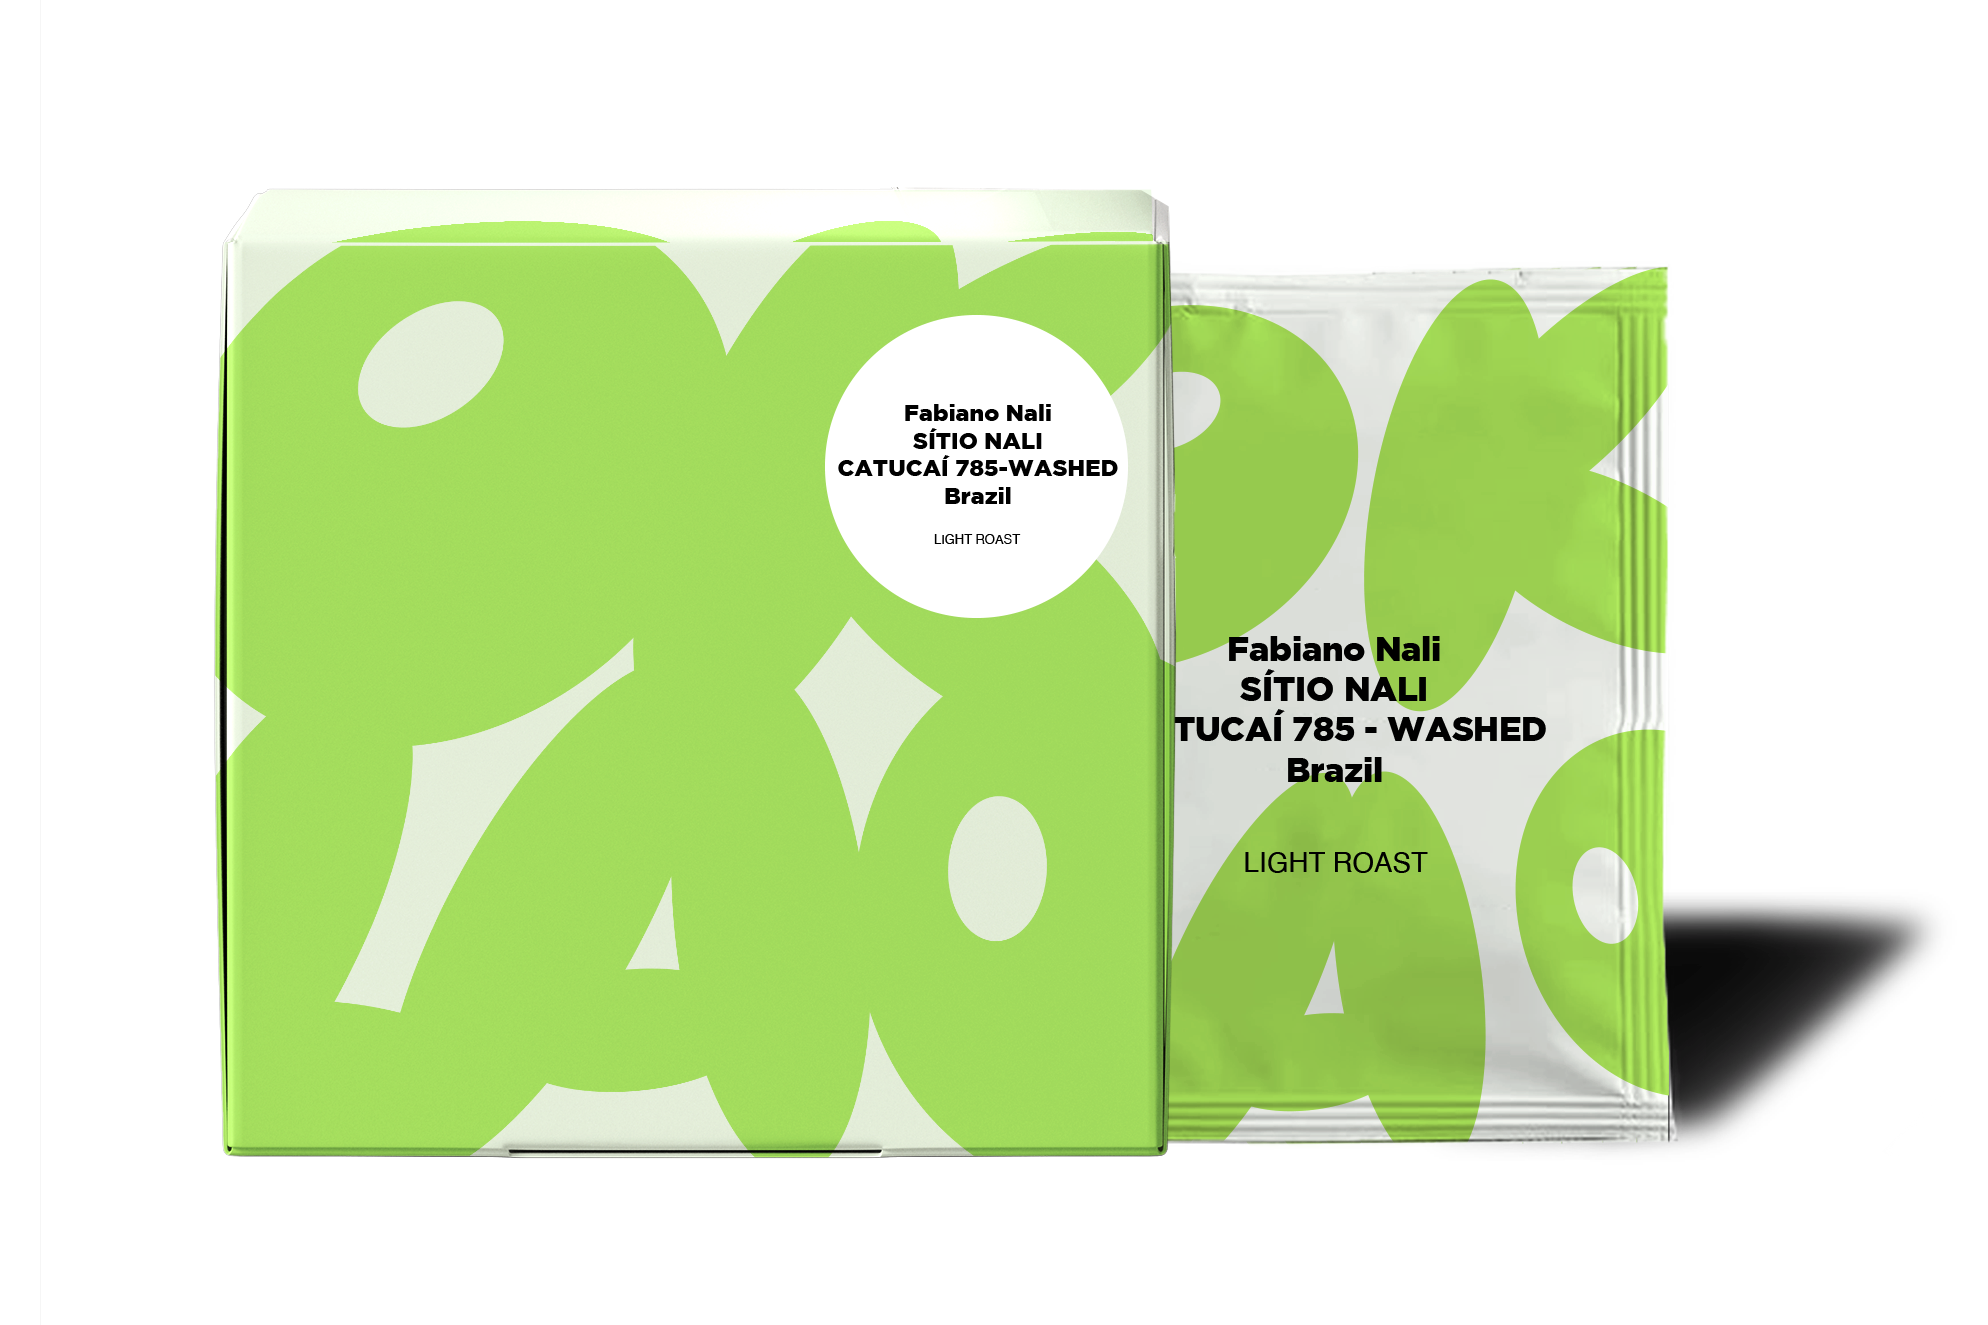 Fabiano Nali
SÍTIO NALI
CATUCAÍ 785-WASHED
Brazil
LIGHT ROAST
Fabiano Nali
SÍTIO NALI
TUCAÍ 785 - WASHED
Brazil
LIGHT ROAST